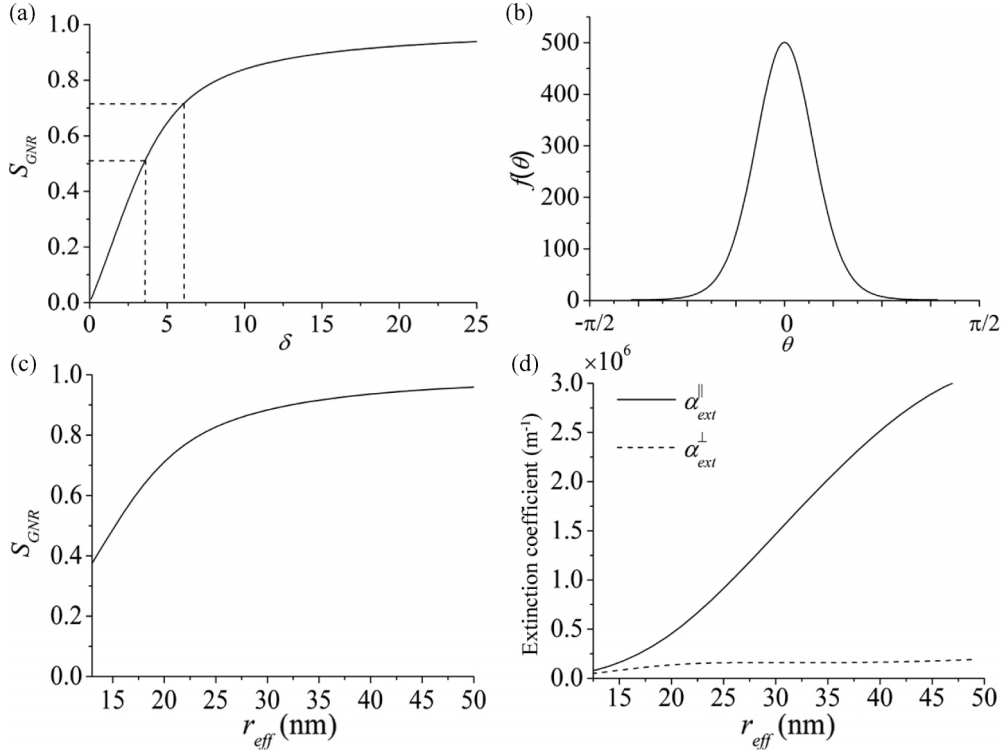 (a)
1.0
0.8
0.6
0.4
0.2
0.0
S_GNR
0 5 10 15 20 25
δ
(b)
500
400
300
200
100
0
f(θ)
-π/2 0 π/2
θ
(c)
1.0
0.8
0.6
0.4
0.2
0.0
S_GNR
15 20 25 30 35 40 45 50
r_eff (nm)
(d)
×10⁶
3.0
2.5
2.0
1.5
1.0
0.5
0.0
Extinction coefficient (m⁻¹)
α_ext^∥
α_ext^⊥
15 20 25 30 35 40 45 50
r_eff (nm)